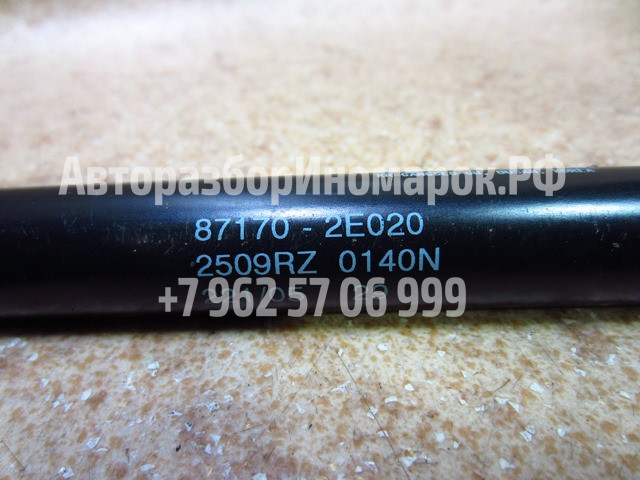 АвторазборИномарок.РФ
87170 - 2E020
2509RZ 0140N
+7 962 57 06 999